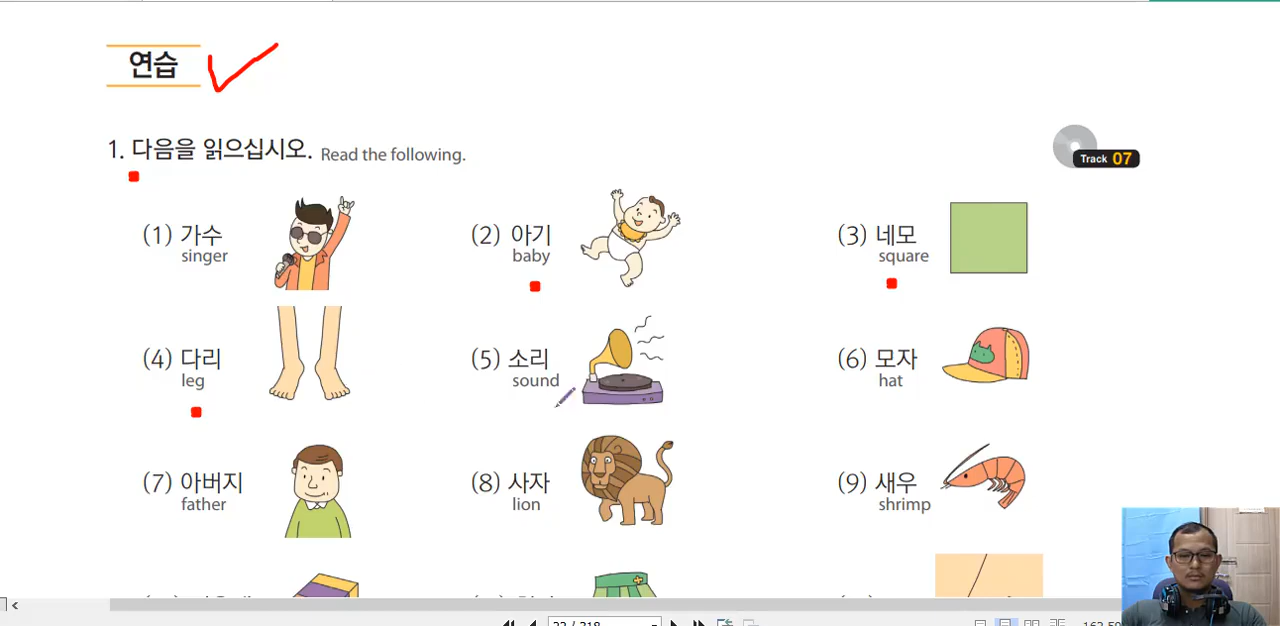 연습
1. 다음을 읽으십시오. Read the following.
Track 07
(1) 가수
singer
(2) 아기
baby
(3) 네모
square
(4) 다리
leg
(5) 소리
sound
(6) 모자
hat
(7) 아버지
father
(8) 사자
lion
(9) 새우
shrimp